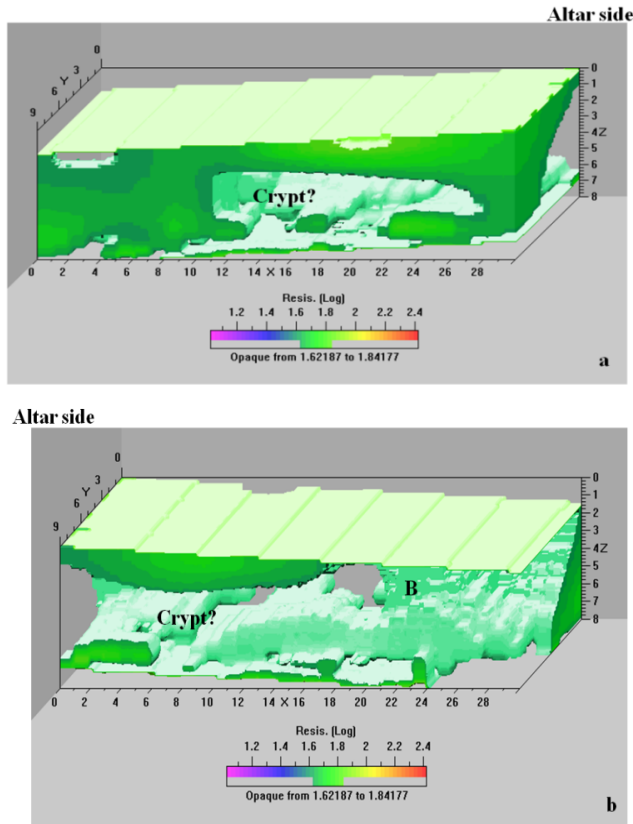 Altar side
0
3
Y
6
9
0
1
2
3
4Z
5
6
7
8
Crypt?
0 2 4 6 8 10 12 14 X 16 18 20 22 24 26 28
Resis. (Log)
1.2 1.4 1.6 1.8 2 2.2 2.4
Opaque from 1.62187 to 1.84177
a
Altar side
0
3
Y
6
9
0
1
2
3
4Z
5
6
7
8
B
Crypt?
0 2 4 6 8 10 12 14 X 16 18 20 22 24 26 28
Resis. (Log)
1.2 1.4 1.6 1.8 2 2.2 2.4
Opaque from 1.62187 to 1.84177
b